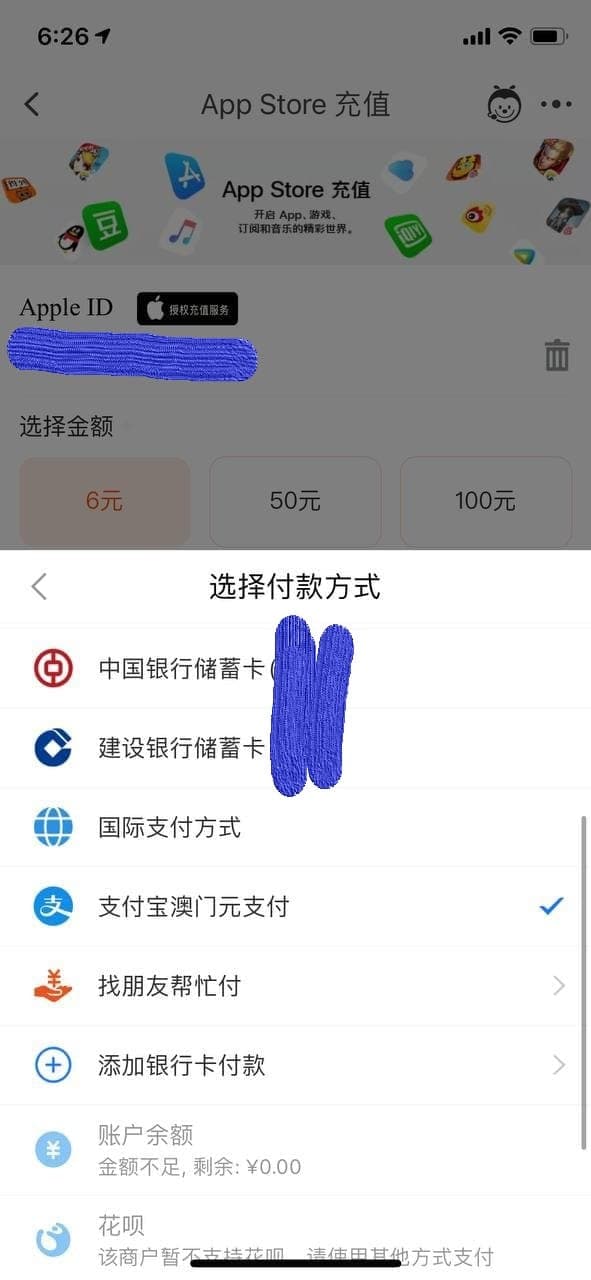 6:26
App Store 充值
App Store 充值
开启 App、游戏、
订阅和音乐的精彩世界。
豆
iQIYI
Apple ID
授权充值服务
选择金额
6元
50元
100元
选择付款方式
中国银行储蓄卡(
建设银行储蓄卡
国际支付方式
支
支付宝澳门元支付
¥
找朋友帮忙付
添加银行卡付款
¥
账户余额
金额不足, 剩余: ¥0.00
花呗
该商户暂不支持花呗，请使用其他方式支付